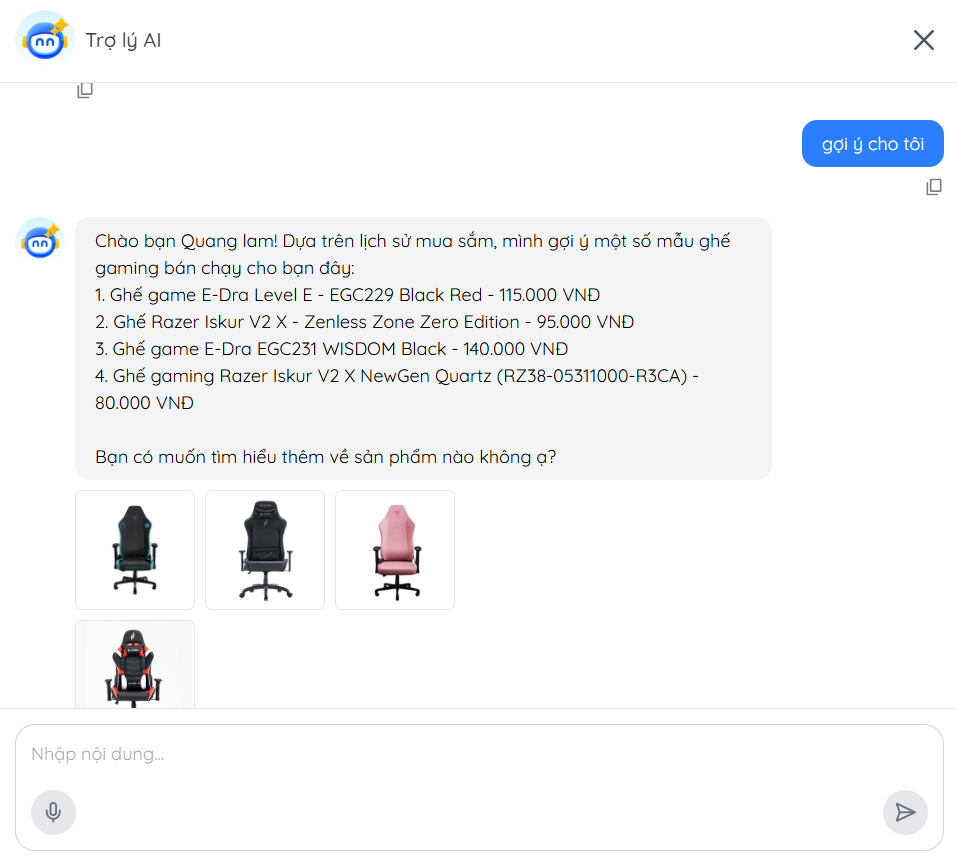 Trợ lý AI
gợi ý cho tôi
Chào bạn Quang lam! Dựa trên lịch sử mua sắm, mình gợi ý một số mẫu ghế
gaming bán chạy cho bạn đây:
1. Ghế game E-Dra Level E - EGC229 Black Red - 115.000 VNĐ
2. Ghế Razer Iskur V2 X - Zenless Zone Zero Edition - 95.000 VNĐ
3. Ghế game E-Dra EGC231 WISDOM Black - 140.000 VNĐ
4. Ghế gaming Razer Iskur V2 X NewGen Quartz (RZ38-05311000-R3CA) -
80.000 VNĐ
Bạn có muốn tìm hiểu thêm về sản phẩm nào không ạ?
Nhập nội dung...